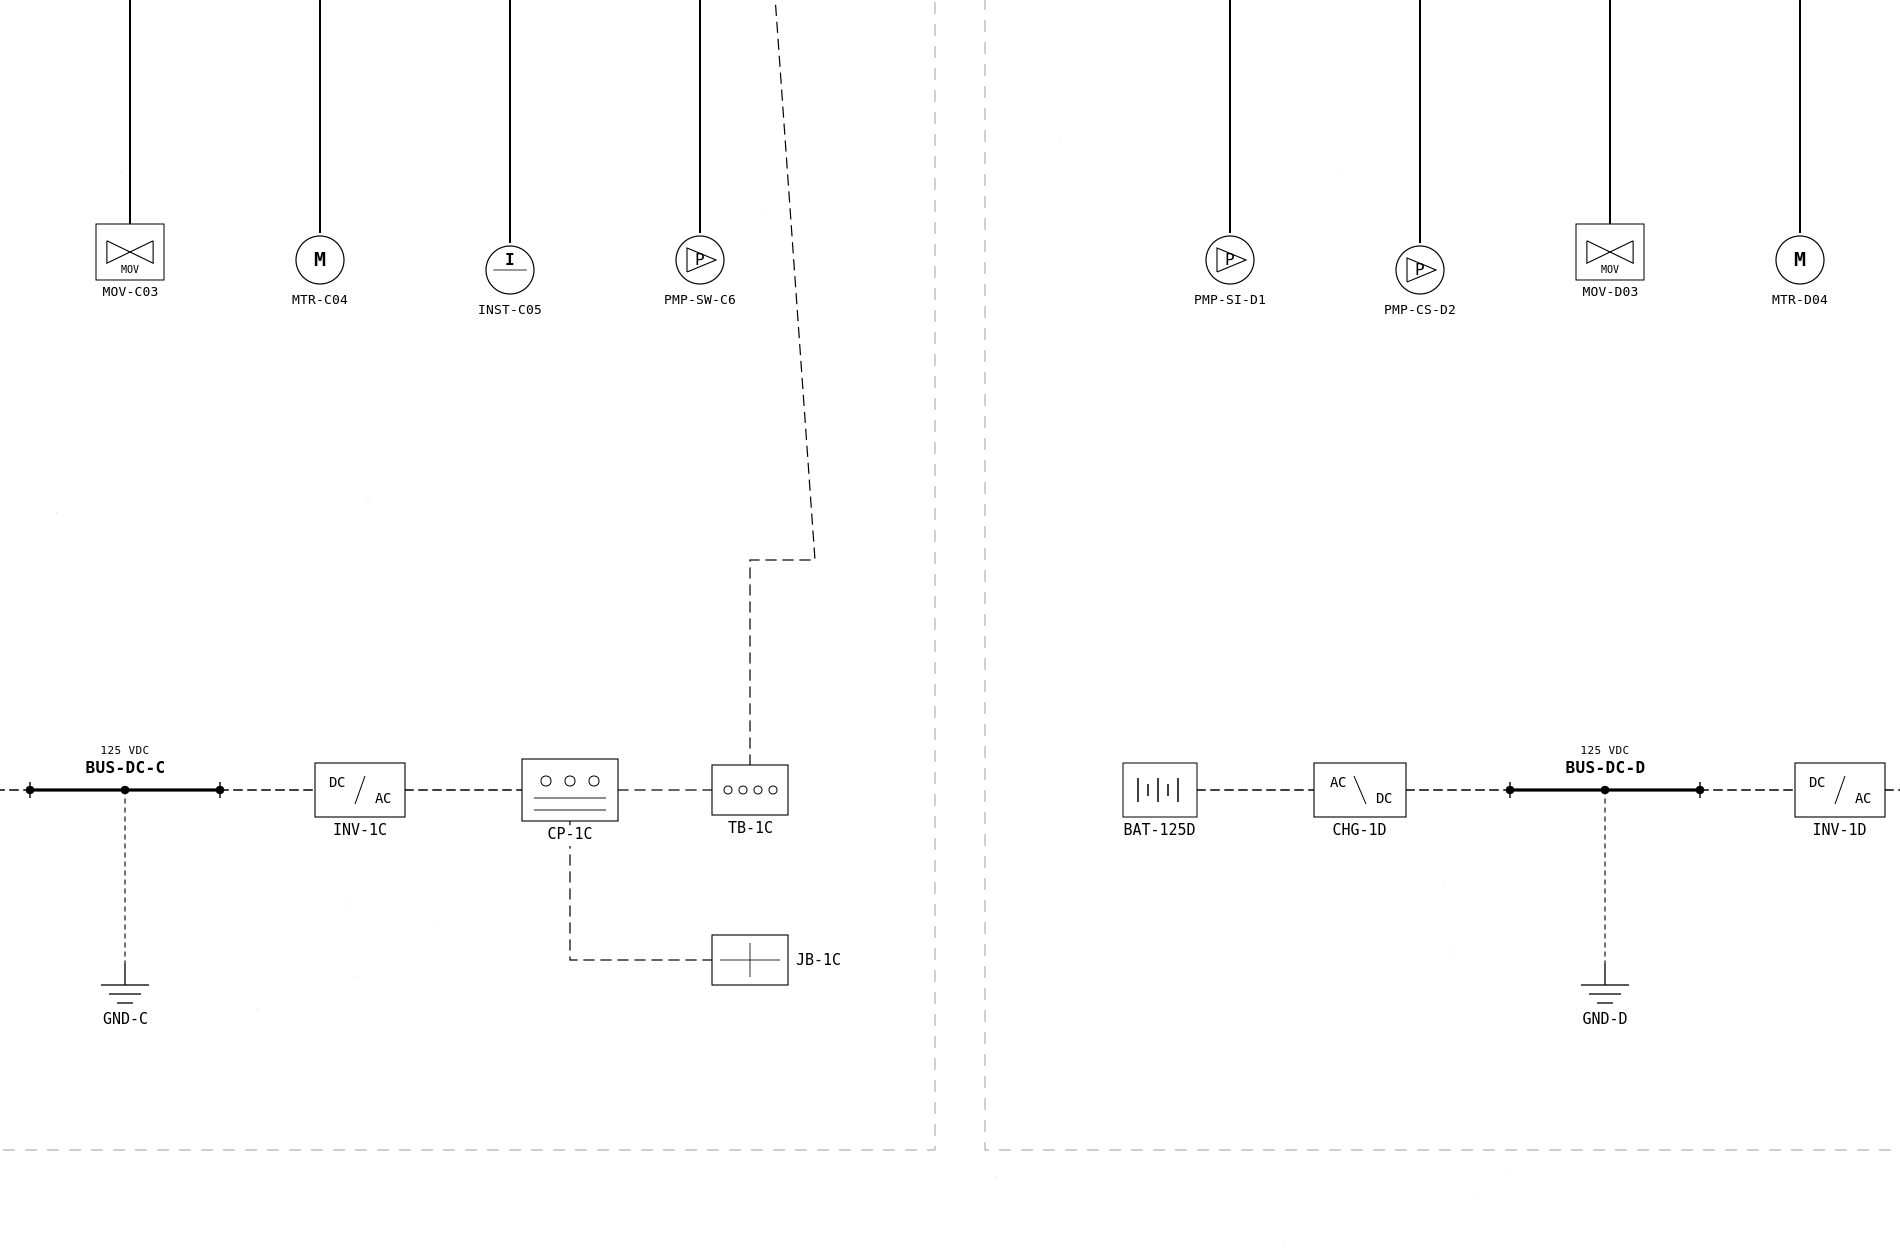 MOV
MOV-C03
M
MTR-C04
I
INST-C05
P
PMP-SW-C6
P
PMP-SI-D1
P
PMP-CS-D2
MOV
MOV-D03
M
MTR-D04
125 VDC
BUS-DC-C
DC
AC
INV-1C
CP-1C
TB-1C
JB-1C
GND-C
BAT-125D
AC
DC
CHG-1D
125 VDC
BUS-DC-D
DC
AC
INV-1D
GND-D